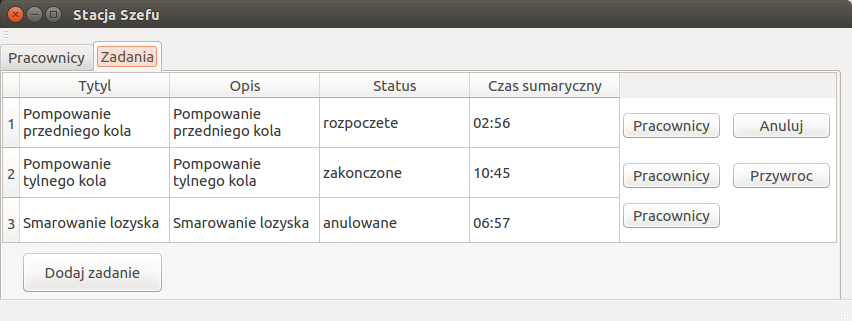 Stacja Szefu
Pracownicy Zadania
Tytyl Opis Status Czas sumaryczny
1 Pompowanie przedniego kola Pompowanie przedniego kola rozpoczete 02:56 Pracownicy Anuluj
2 Pompowanie tylnego kola Pompowanie tylnego kola zakonczone 10:45 Pracownicy Przywroc
3 Smarowanie lozyska Smarowanie lozyska anulowane 06:57 Pracownicy
Dodaj zadanie